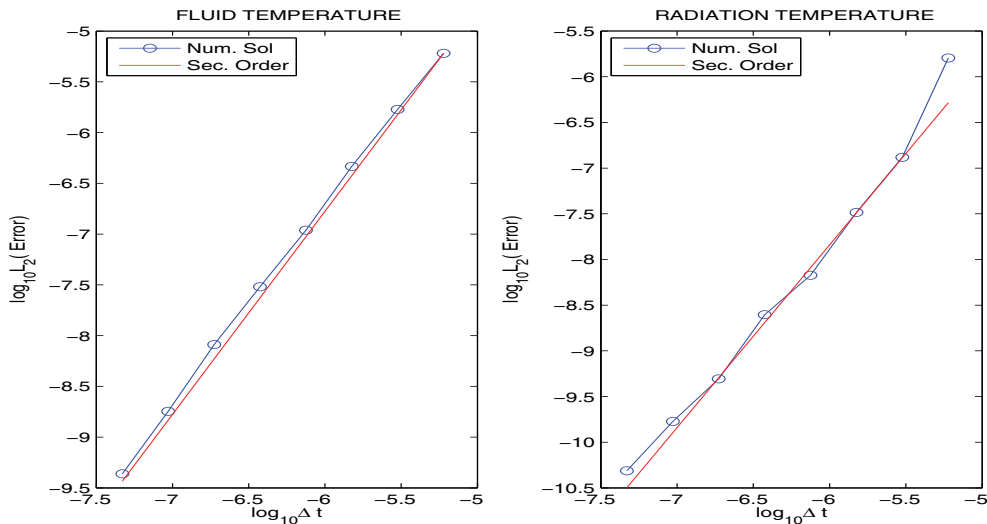 FLUID TEMPERATURE
Num. Sol
Sec. Order
−5
−5.5
−6
−6.5
−7
−7.5
−8
−8.5
−9
−9.5
log10L2(Error)
−7.5 −7 −6.5 −6 −5.5 −5
log10Δ t
RADIATION TEMPERATURE
Num. Sol
Sec. Order
−5.5
−6
−6.5
−7
−7.5
−8
−8.5
−9
−9.5
−10
−10.5
log10L2(Error)
−7.5 −7 −6.5 −6 −5.5 −5
log10Δ t